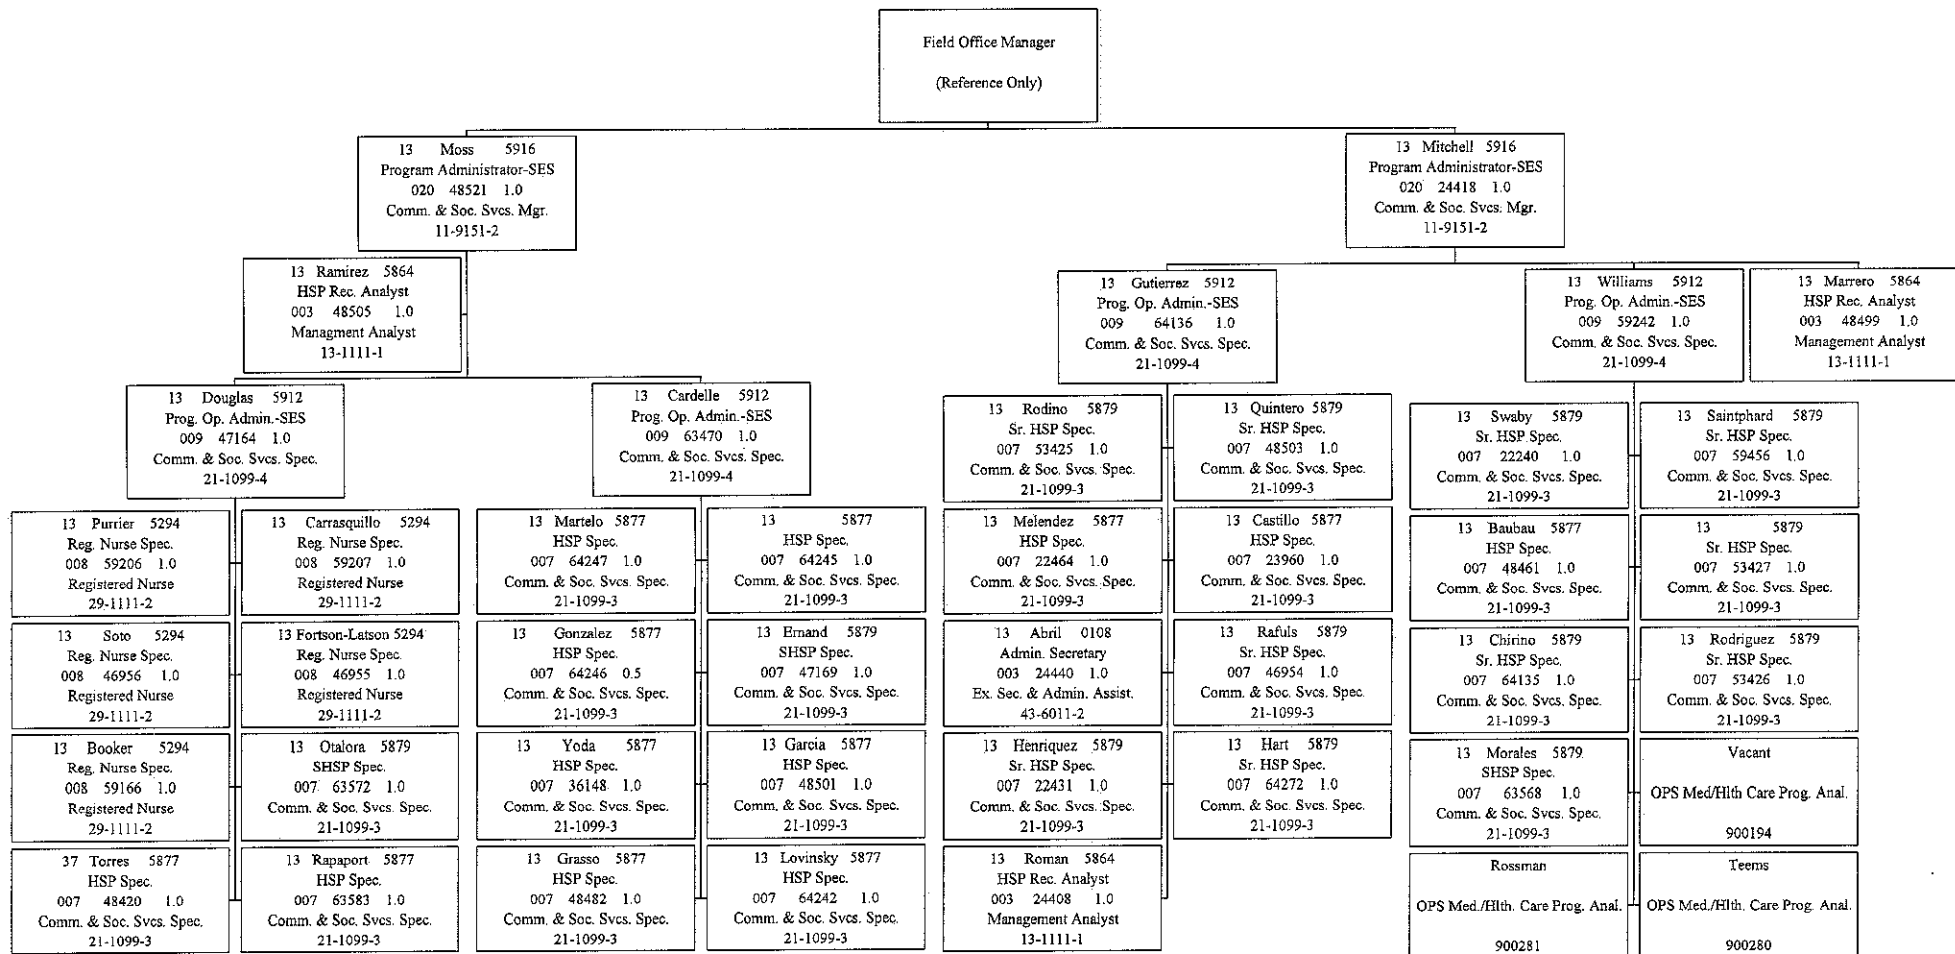 Field Office Manager
(Reference Only)
13 Moss 5916
Program Administrator-SES
020 48521 1.0
Comm. & Soc. Svcs. Mgr.
11-9151-2
13 Mitchell 5916
Program Administrator-SES
020 24418 1.0
Comm. & Soc. Svcs. Mgr.
11-9151-2
13 Ramirez 5864
HSP Rec. Analyst
003 48505 1.0
Managment Analyst
13-1111-1
13 Gutierrez 5912
Prog. Op. Admin.-SES
009 64136 1.0
Comm. & Soc. Svcs. Spec.
21-1099-4
13 Williams 5912
Prog. Op. Admin.-SES
009 59242 1.0
Comm. & Soc. Svcs. Spec.
21-1099-4
13 Marrero 5864
HSP Rec. Analyst
003 48499 1.0
Management Analyst
13-1111-1
13 Douglas 5912
Prog. Op. Admin.-SES
009 47164 1.0
Comm. & Soc. Svcs. Spec.
21-1099-4
13 Cardelle 5912
Prog. Op. Admin.-SES
009 63470 1.0
Comm. & Soc. Svcs. Spec.
21-1099-4
13 Rodino 5879
Sr. HSP Spec.
007 53425 1.0
Comm. & Soc. Svcs. Spec.
21-1099-3
13 Quintero 5879
Sr. HSP Spec.
007 48503 1.0
Comm. & Soc. Svcs. Spec.
21-1099-3
13 Swaby 5879
Sr. HSP Spec.
007 22240 1.0
Comm. & Soc. Svcs. Spec.
21-1099-3
13 Saintphard 5879
Sr. HSP Spec.
007 59456 1.0
Comm. & Soc. Svcs. Spec.
21-1099-3
13 Purrier 5294
Reg. Nurse Spec.
008 59206 1.0
Registered Nurse
29-1111-2
13 Carrasquillo 5294
Reg. Nurse Spec.
008 59207 1.0
Registered Nurse
29-1111-2
13 Martelo 5877
HSP Spec.
007 64247 1.0
Comm. & Soc. Svcs. Spec.
21-1099-3
13 5877
HSP Spec.
007 64245 1.0
Comm. & Soc. Svcs. Spec.
21-1099-3
13 Melendez 5877
HSP Spec.
007 22464 1.0
Comm. & Soc. Svcs. Spec.
21-1099-3
13 Castillo 5877
HSP Spec.
007 23960 1.0
Comm. & Soc. Svcs. Spec.
21-1099-3
13 Baubau 5877
HSP Spec.
007 48461 1.0
Comm. & Soc. Svcs. Spec.
21-1099-3
13 5879
Sr. HSP Spec.
007 53427 1.0
Comm. & Soc. Svcs. Spec.
21-1099-3
13 Soto 5294
Reg. Nurse Spec.
008 46956 1.0
Registered Nurse
29-1111-2
13 Fortson-Latson 5294
Reg. Nurse Spec.
008 46955 1.0
Registered Nurse
29-1111-2
13 Gonzalez 5877
HSP Spec.
007 64246 0.5
Comm. & Soc. Svcs. Spec.
21-1099-3
13 Ernand 5879
SHSP Spec.
007 47169 1.0
Comm. & Soc. Svcs. Spec.
21-1099-3
13 Abril 0108
Admin. Secretary
003 24440 1.0
Ex. Sec. & Admin. Assist.
43-6011-2
13 Rafuls 5879
Sr. HSP Spec.
007 46954 1.0
Comm. & Soc. Svcs. Spec.
21-1099-3
13 Chirino 5879
Sr. HSP Spec.
007 64135 1.0
Comm. & Soc. Svcs. Spec.
21-1099-3
13 Rodriguez 5879
Sr. HSP Spec.
007 53426 1.0
Comm. & Soc. Svcs. Spec.
21-1099-3
13 Booker 5294
Reg. Nurse Spec.
008 59166 1.0
Registered Nurse
29-1111-2
13 Otalora 5879
SHSP Spec.
007 63572 1.0
Comm. & Soc. Svcs. Spec.
21-1099-3
13 Yoda 5877
HSP Spec.
007 36148 1.0
Comm. & Soc. Svcs. Spec.
21-1099-3
13 Garcia 5877
HSP Spec.
007 48501 1.0
Comm. & Soc. Svcs. Spec.
21-1099-3
13 Henriquez 5879
Sr. HSP Spec.
007 22431 1.0
Comm. & Soc. Svcs. Spec.
21-1099-3
13 Hart 5879
Sr. HSP Spec.
007 64272 1.0
Comm. & Soc. Svcs. Spec.
21-1099-3
13 Morales 5879
SHSP Spec.
007 63568 1.0
Comm. & Soc. Svcs. Spec.
21-1099-3
Vacant
OPS Med/Hlth Care Prog. Anal.
900194
37 Torres 5877
HSP Spec.
007 48420 1.0
Comm. & Soc. Svcs. Spec.
21-1099-3
13 Rapaport 5877
HSP Spec.
007 63583 1.0
Comm. & Soc. Svcs. Spec.
21-1099-3
13 Grasso 5877
HSP Spec.
007 48482 1.0
Comm. & Soc. Svcs. Spec.
21-1099-3
13 Lovinsky 5877
HSP Spec.
007 64242 1.0
Comm. & Soc. Svcs. Spec.
21-1099-3
13 Roman 5864
HSP Rec. Analyst
003 24408 1.0
Management Analyst
13-1111-1
Rossman
OPS Med./Hlth. Care Prog. Anal.
900281
Teems
OPS Med./Hlth. Care Prog. Anal.
900280